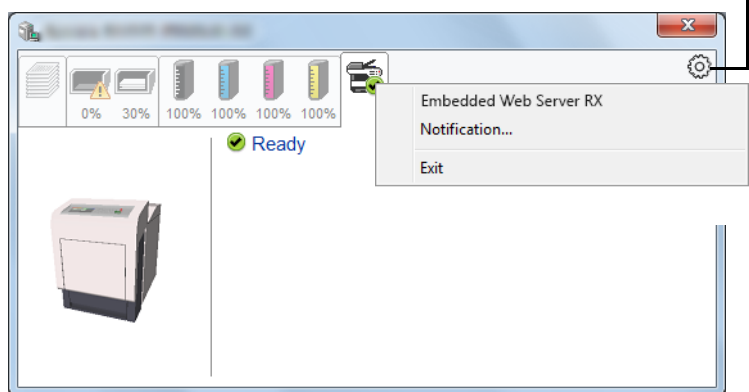 0% 30% 100% 100% 100% 100%
Ready
Embedded Web Server RX
Notification...
Exit